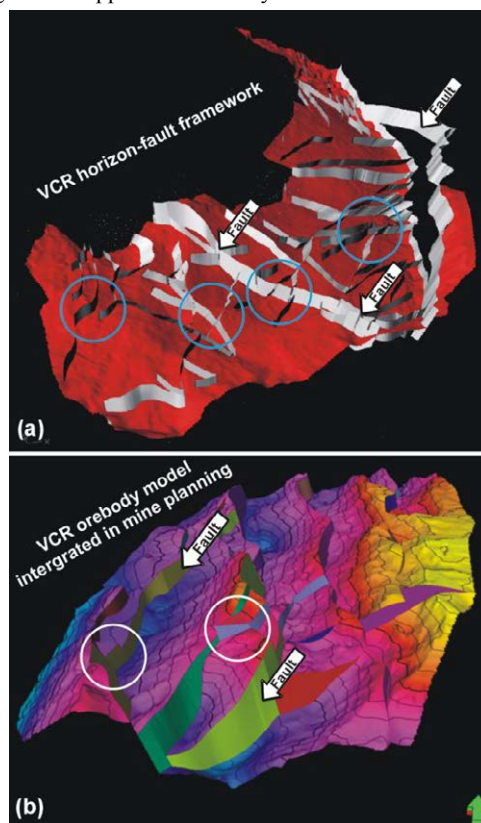 VCR horizon-fault framework
Fault
Fault
Fault
(a)
VCR orebody model
intergrated in mine planning
Fault
Fault
(b)